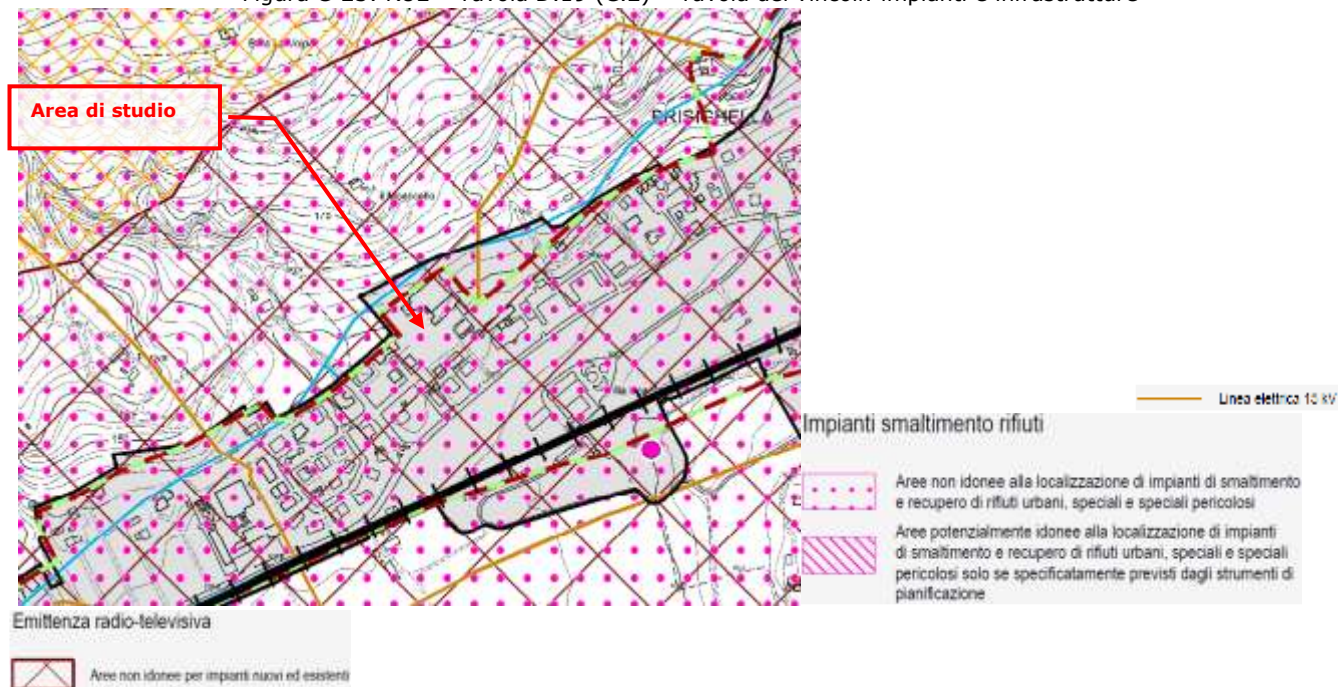 Area di studio
BRISIGHELLA
Linea elettrica 15 kV
Impianti smaltimento rifiuti
Aree non idonee alla localizzazione di impianti di smaltimento
e recupero di rifiuti urbani, speciali e speciali pericolosi
Aree potenzialmente idonee alla localizzazione di impianti
di smaltimento e recupero di rifiuti urbani, speciali e speciali
pericolosi solo se specificatamente previsti dagli strumenti di
pianificazione
Emittenza radio-televisiva
Aree non idonee per impianti nuovi ed esistenti